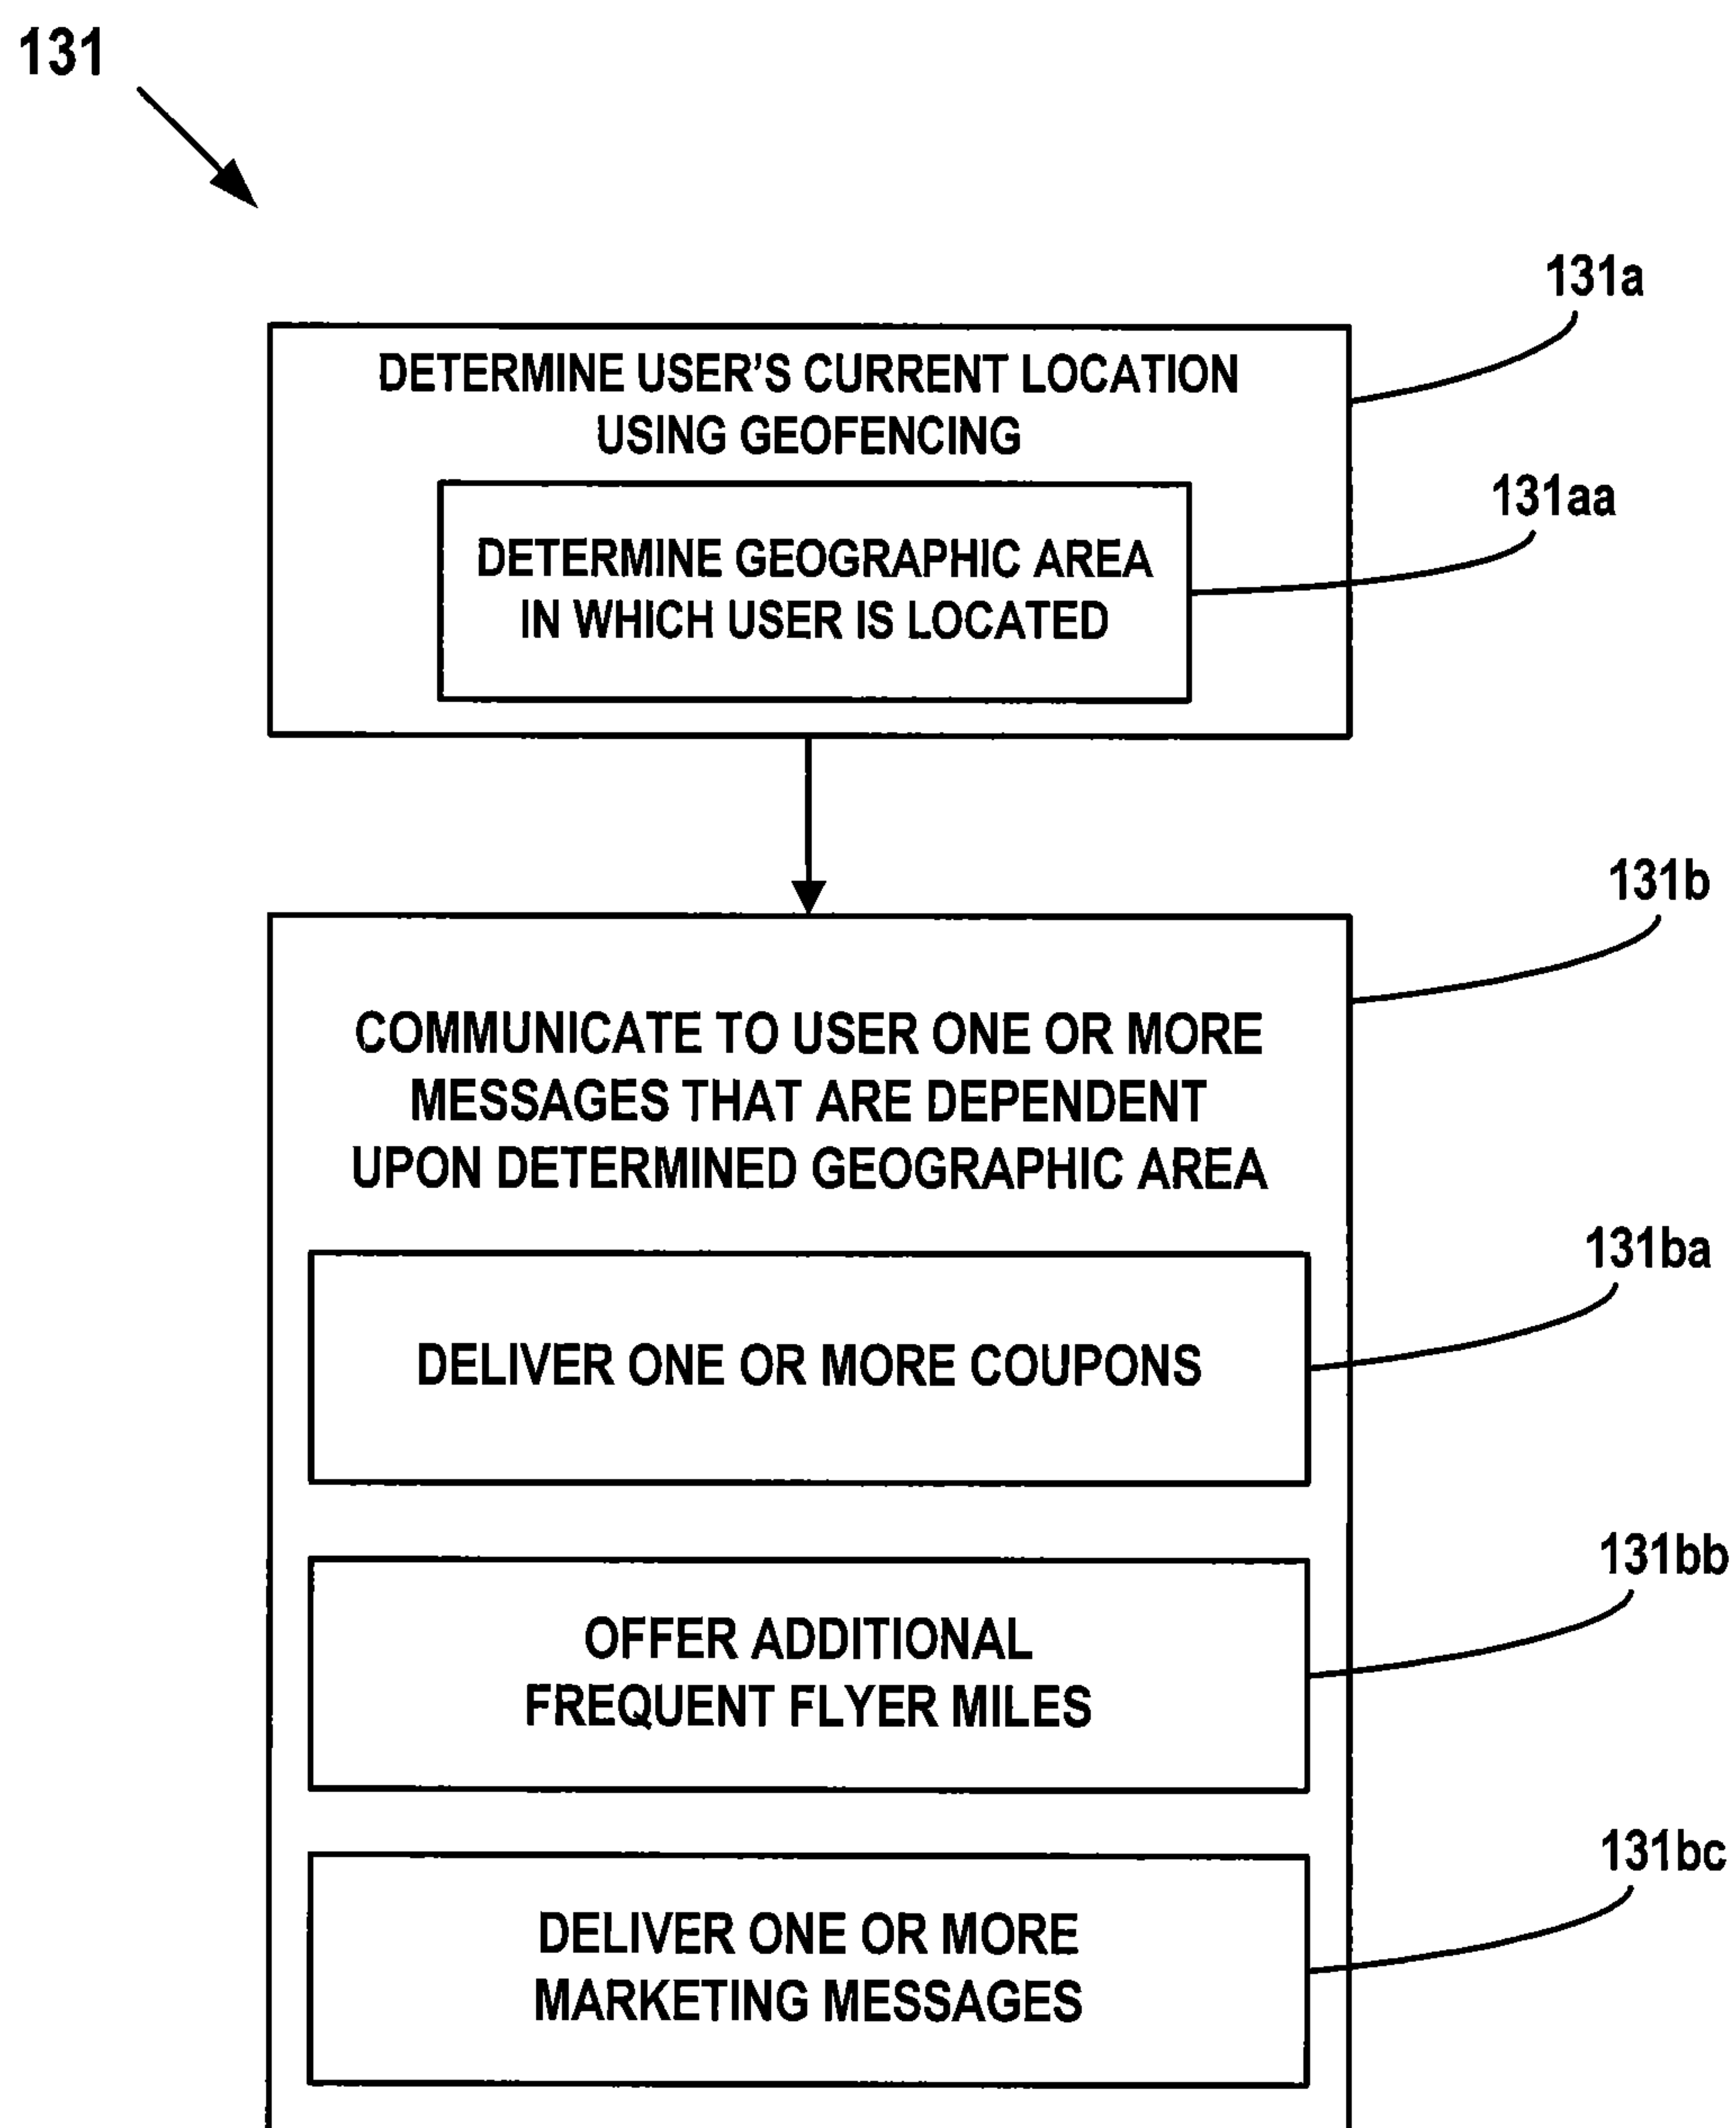 131
131a
DETERMINE USER'S CURRENT LOCATION
USING GEOFENCING
131aa
DETERMINE GEOGRAPHIC AREA
IN WHICH USER IS LOCATED
131b
COMMUNICATE TO USER ONE OR MORE
MESSAGES THAT ARE DEPENDENT
UPON DETERMINED GEOGRAPHIC AREA
131ba
DELIVER ONE OR MORE COUPONS
131bb
OFFER ADDITIONAL
FREQUENT FLYER MILES
131bc
DELIVER ONE OR MORE
MARKETING MESSAGES